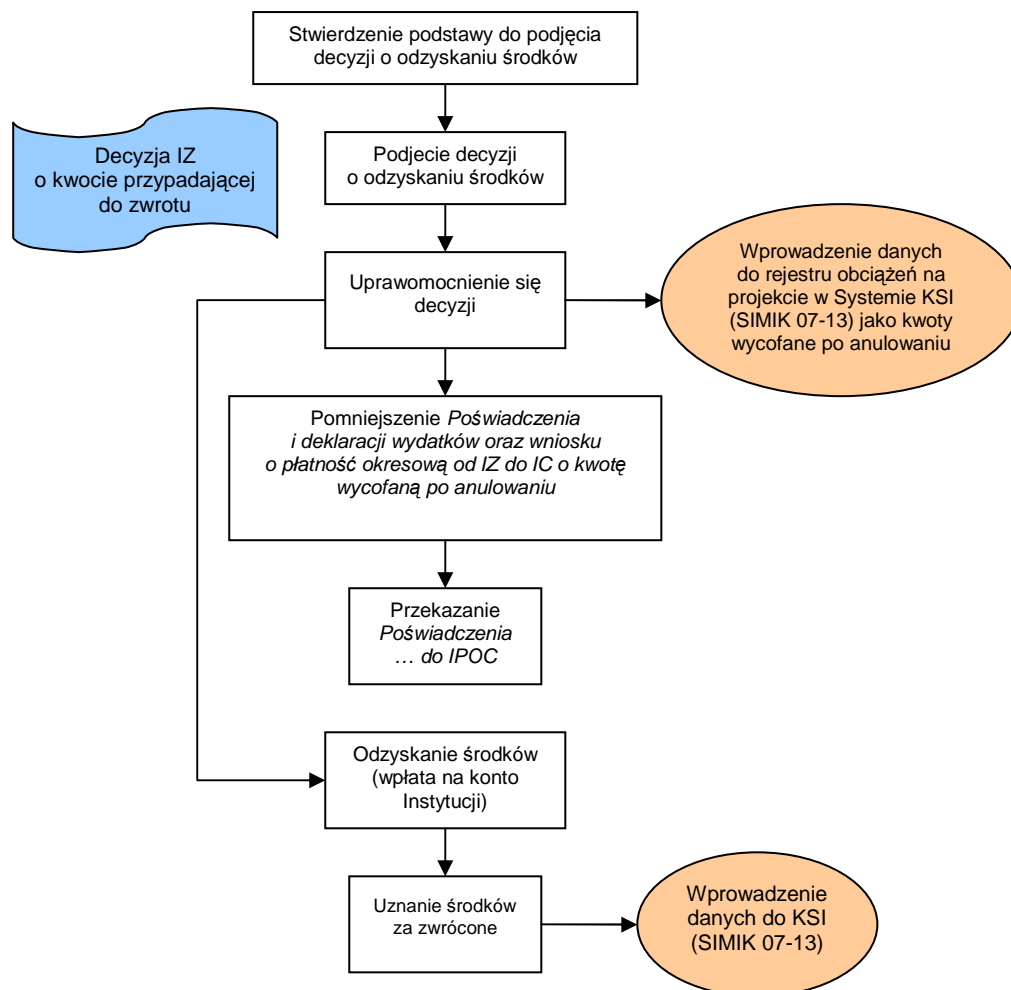 Stwierdzenie podstawy do podjęcia
decyzji o odzyskaniu środków
Decyzja IZ
o kwocie przypadającej
do zwrotu
Podjecie decyzji
o odzyskaniu środków
Uprawomocnienie się
decyzji
Wprowadzenie danych
do rejestru obciążeń na
projekcie w Systemie KSI
(SIMIK 07-13) jako kwoty
wycofane po anulowaniu
Pomniejszenie Poświadczenia
i deklaracji wydatków oraz wniosku
o płatność okresową od IZ do IC o kwotę
wycofaną po anulowaniu
Przekazanie
Poświadczenia
… do IPOC
Odzyskanie środków
(wpłata na konto
Instytucji)
Uznanie środków
za zwrócone
Wprowadzenie
danych do KSI
(SIMIK 07-13)